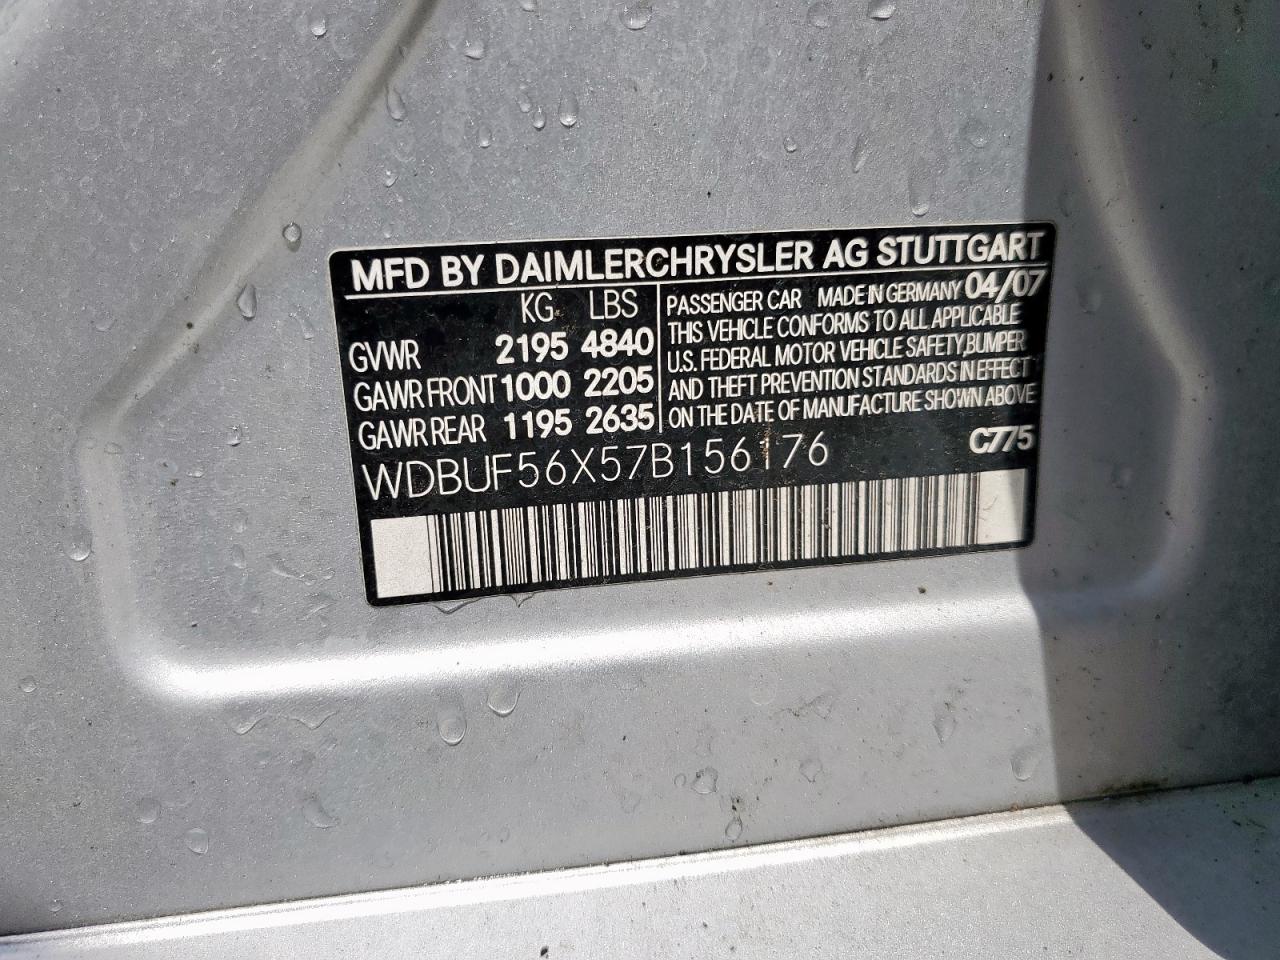 MFD BY DAIMLERCHRYSLER AG STUTTGART
KG LBS
GVWR 2195 4840
GAWR FRONT 1000 2205
GAWR REAR 1195 2635
PASSENGER CAR MADE IN GERMANY 04/07
THIS VEHICLE CONFORMS TO ALL APPLICABLE
U.S. FEDERAL MOTOR VEHICLE SAFETY, BUMPER
AND THEFT PREVENTION STANDARDS IN EFFECT
ON THE DATE OF MANUFACTURE SHOWN ABOVE
WDBUF56X57B156176 C775